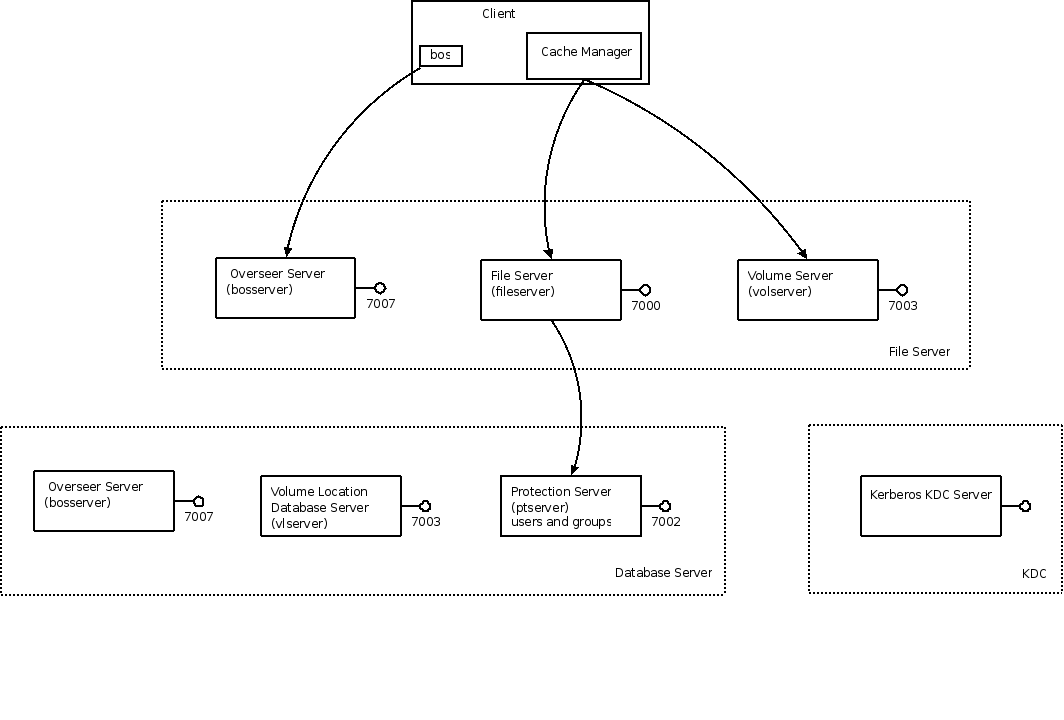 Client
bos
Cache Manager
Overseer Server
(bosserver)
7007
File Server
(fileserver)
7000
Volume Server
(volserver)
7003
File Server
Overseer Server
(bosserver)
7007
Volume Location
Database Server
(vlserver)
7003
Protection Server
(ptserver)
users and groups
7002
Database Server
Kerberos KDC Server
KDC